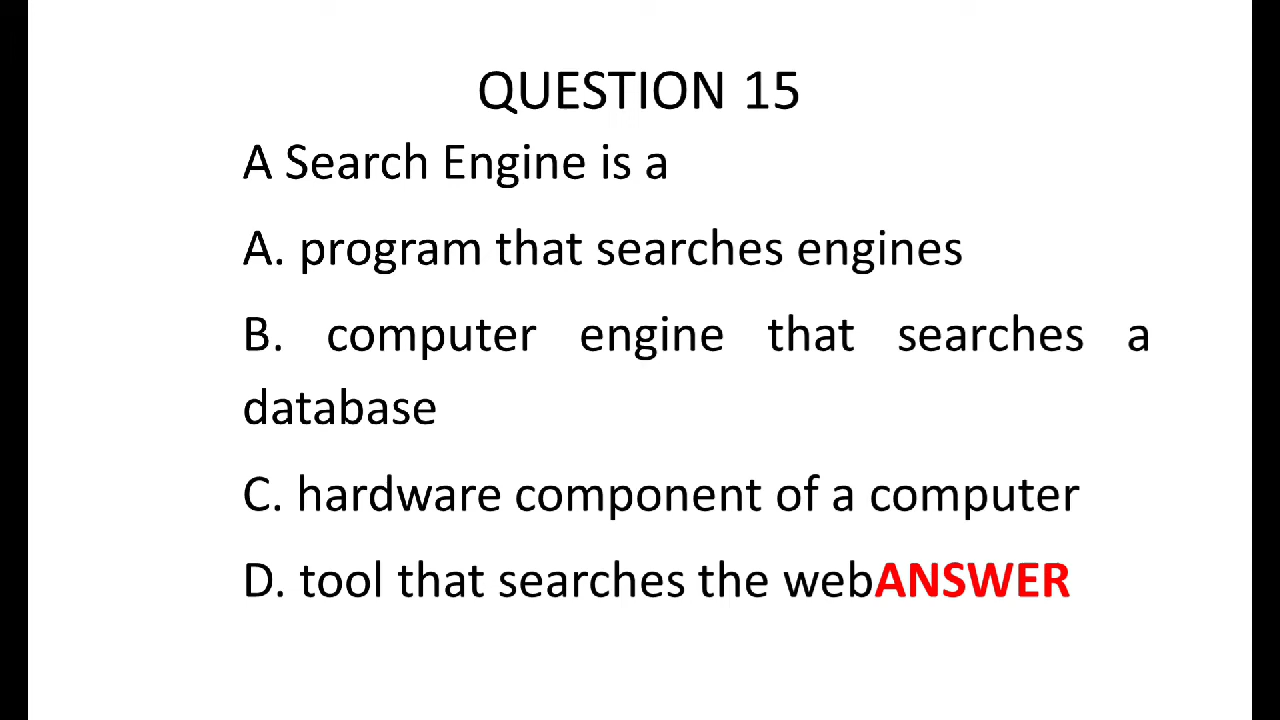 QUESTION 15
A Search Engine is a
A. program that searches engines
B. computer engine that searches a
database
C. hardware component of a computer
D. tool that searches the webANSWER